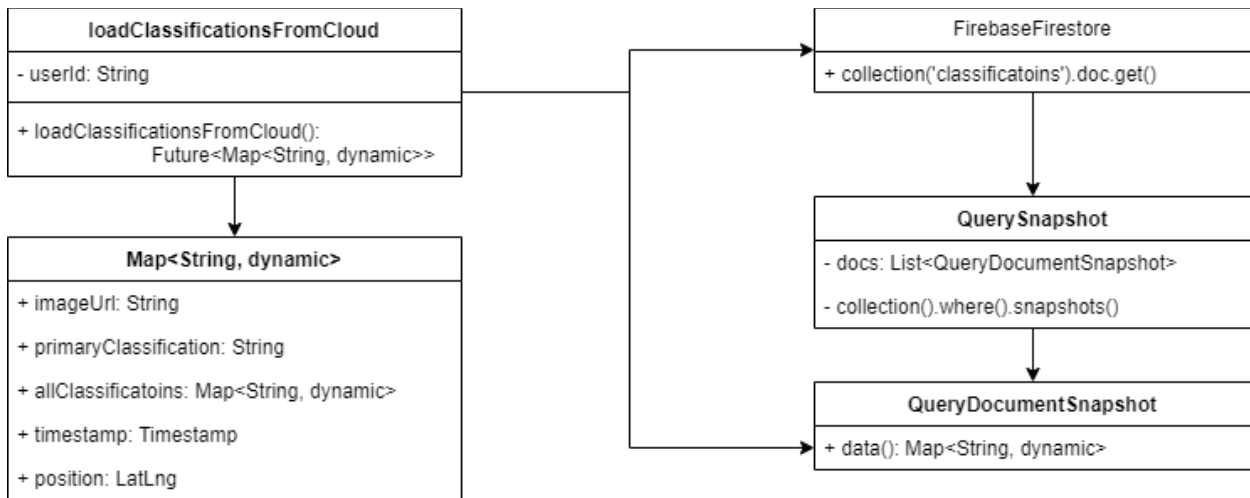 loadClassificationsFromCloud
- userId: String
+ loadClassificationsFromCloud():
Future<Map<String, dynamic>>
Map<String, dynamic>
+ imageUrl: String
+ primaryClassification: String
+ allClassificatoins: Map<String, dynamic>
+ timestamp: Timestamp
+ position: LatLng
FirebaseFirestore
+ collection('classificatoins').doc.get()
QuerySnapshot
- docs: List<QueryDocumentSnapshot>
- collection().where().snapshots()
QueryDocumentSnapshot
+ data(): Map<String, dynamic>